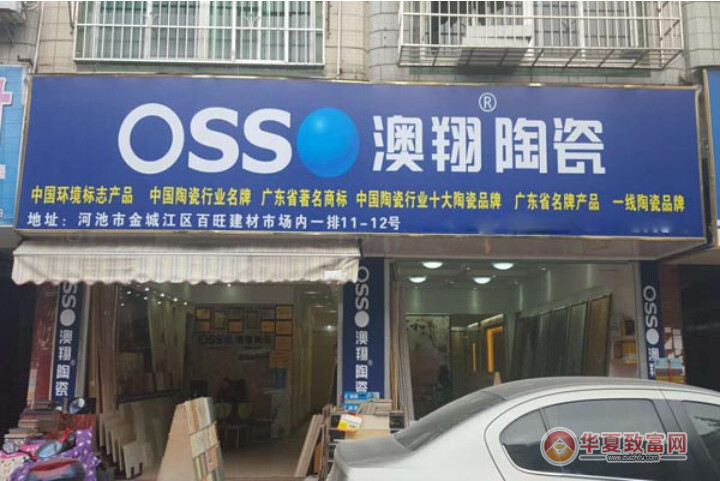 OSSO 澳翔®陶瓷
中国环境标志产品 中国陶瓷行业名牌 广东省著名商标 中国陶瓷行业十大陶瓷品牌 广东省名牌产品 一线陶瓷品牌
地址：河池市金城江区百旺建材市场内一排11-12号
OSSO 澳翔陶瓷
OSSO 澳翔®陶瓷
OSSO 澳翔®陶瓷
华夏致富网